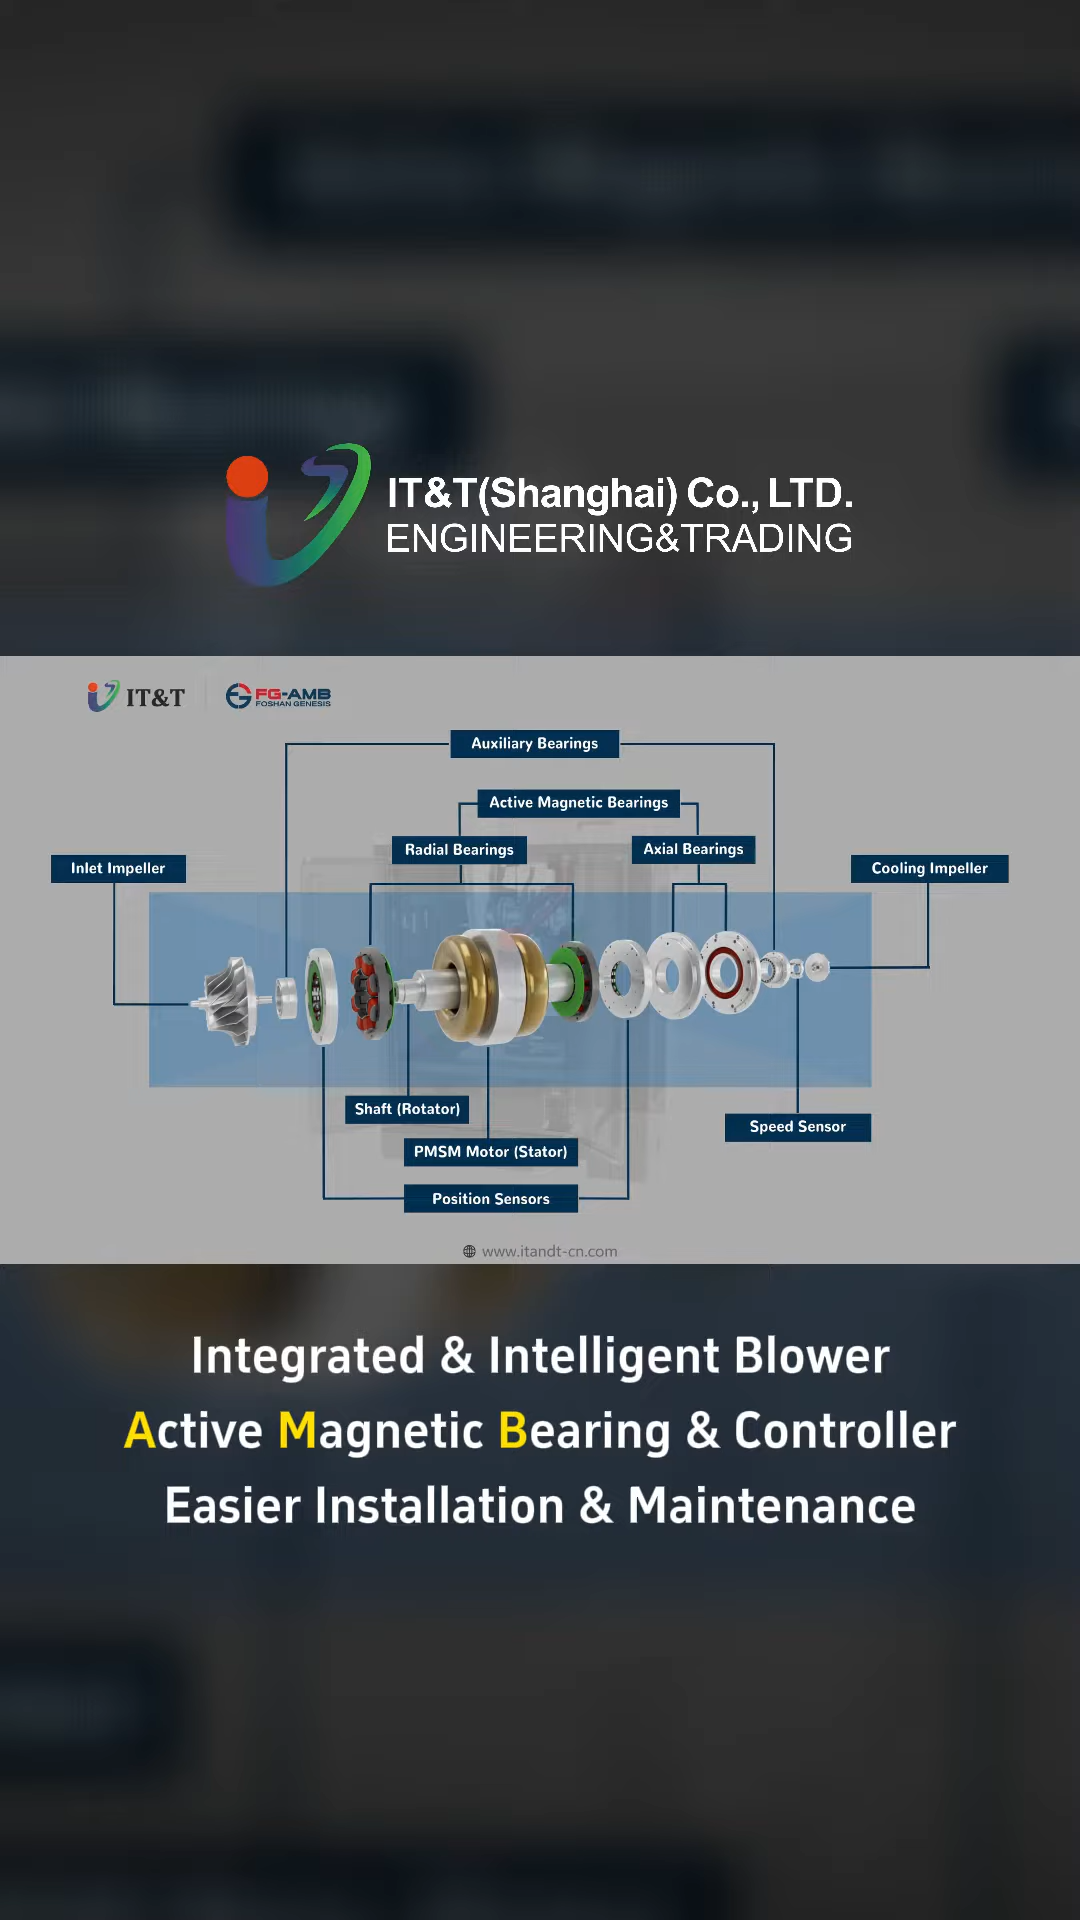 IT&T(Shanghai) Co., LTD.
ENGINEERING&TRADING
IT&T
FG-AMB
FOSHAN GENESIS
Auxiliary Bearings
Active Magnetic Bearings
Radial Bearings
Axial Bearings
Inlet Impeller
Cooling Impeller
Shaft (Rotator)
Speed Sensor
PMSM Motor (Stator)
Position Sensors
www.itandt-cn.com
Integrated & Intelligent Blower
Active Magnetic Bearing & Controller
Easier Installation & Maintenance